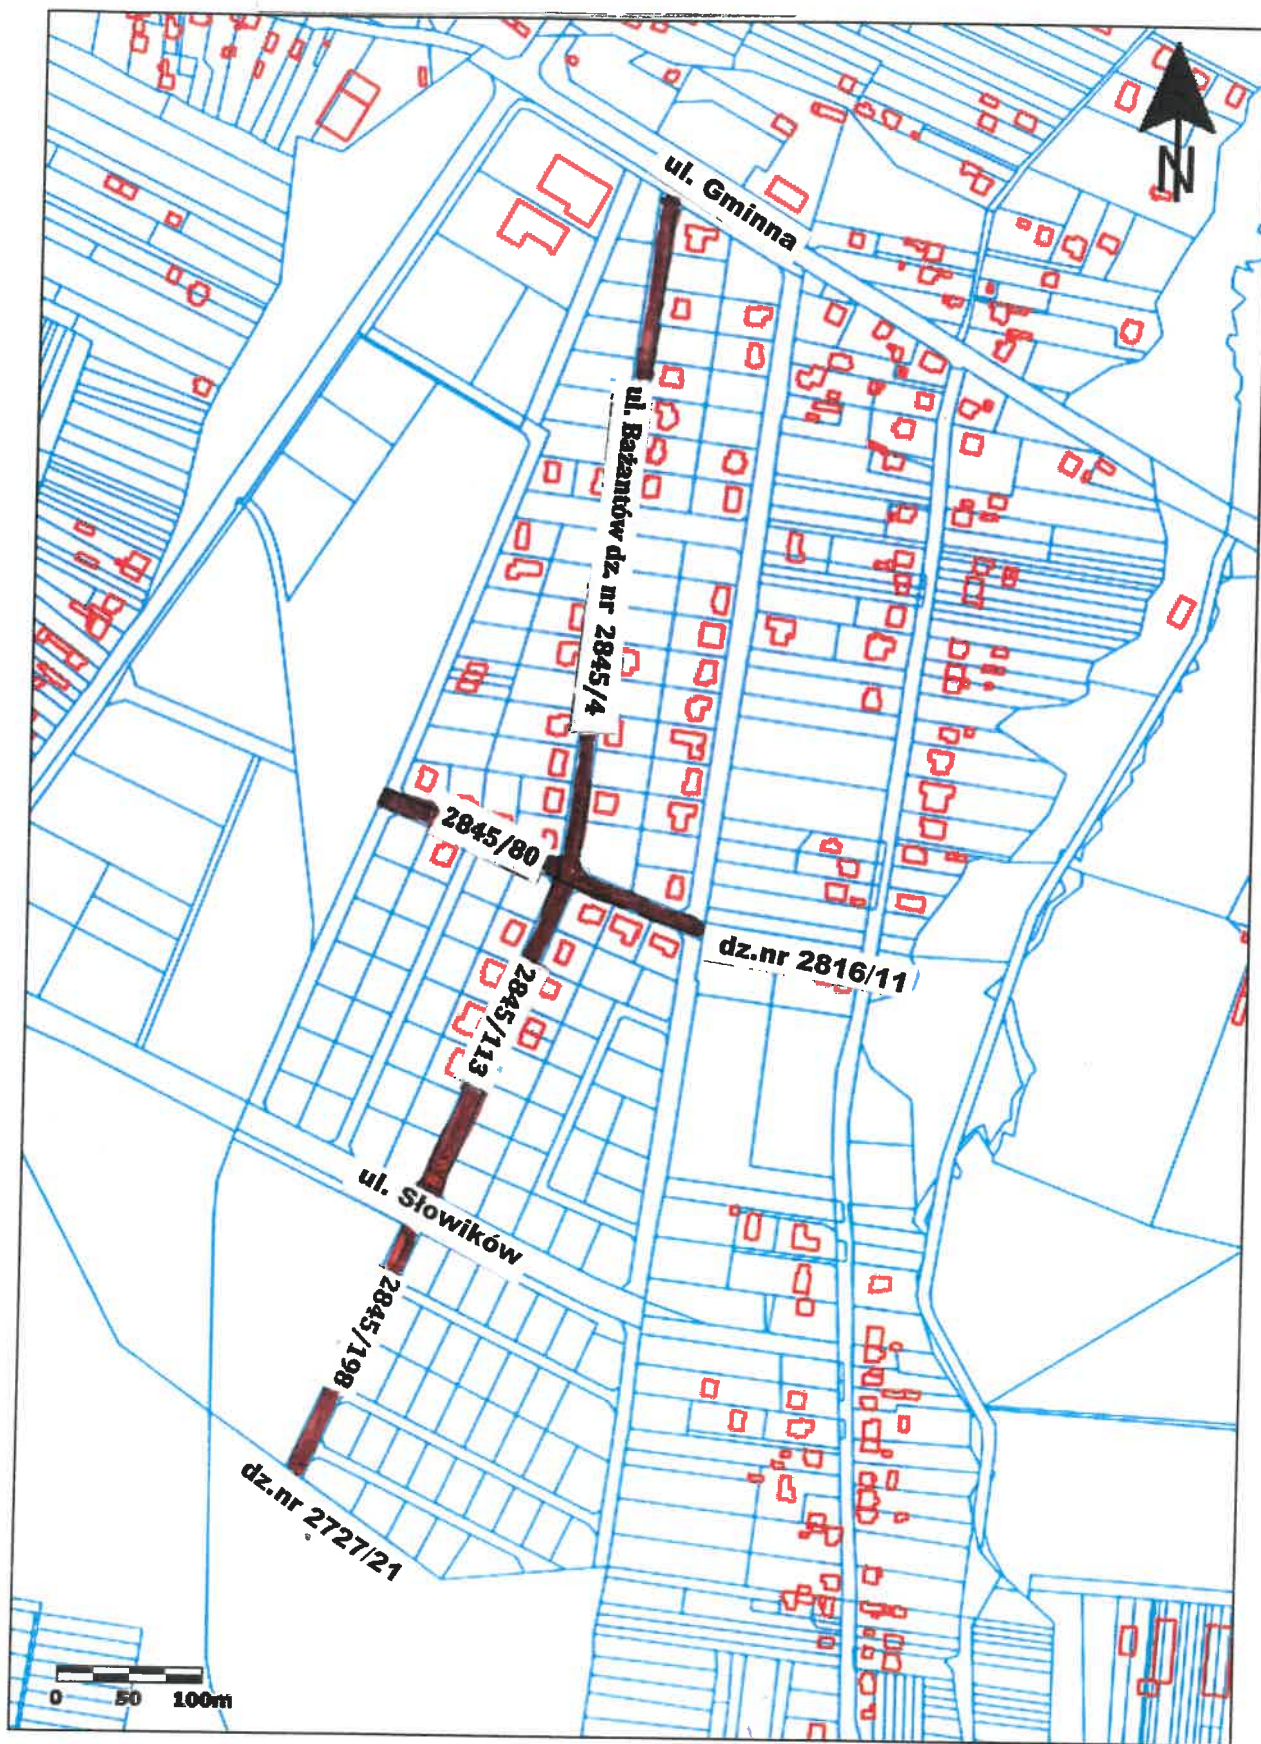 N
ul. Gminna
ul. Bażantów dz. nr 2845/4
2845/80
dz.nr 2816/11
2845/113
ul. Słowików
2845/198
dz.nr 2727/21
0 50 100m